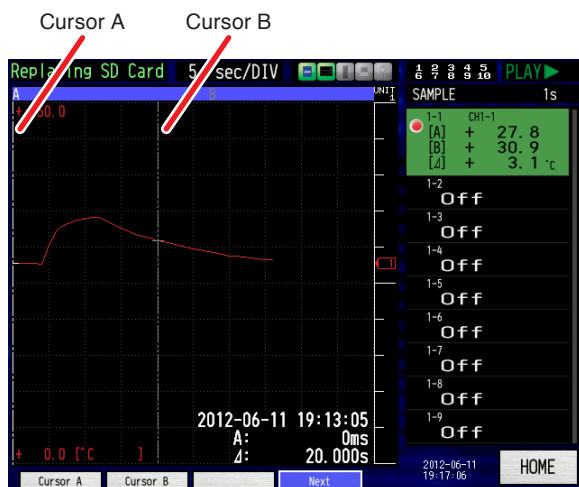 Cursor A
Cursor B
Replaying SD Card
5 sec/DIV
1 2 3 4 5
6 7 8 9 10
PLAY
A
B
UNIT
1
SAMPLE
1s
1-1 CH1-1
[A] + 27.8
[B] + 30.9
[Δ] + 3.1 °C
1-2
Off
1-3
Off
1-4
Off
1-5
Off
1-6
Off
1-7
Off
1-8
Off
1-9
Off
1
2012-06-11 19:13:05
A: 0ms
Δ: 20.000s
+ 0.0 [°C ]
Cursor A
Cursor B
Next
2012-06-11
19:17:06
HOME